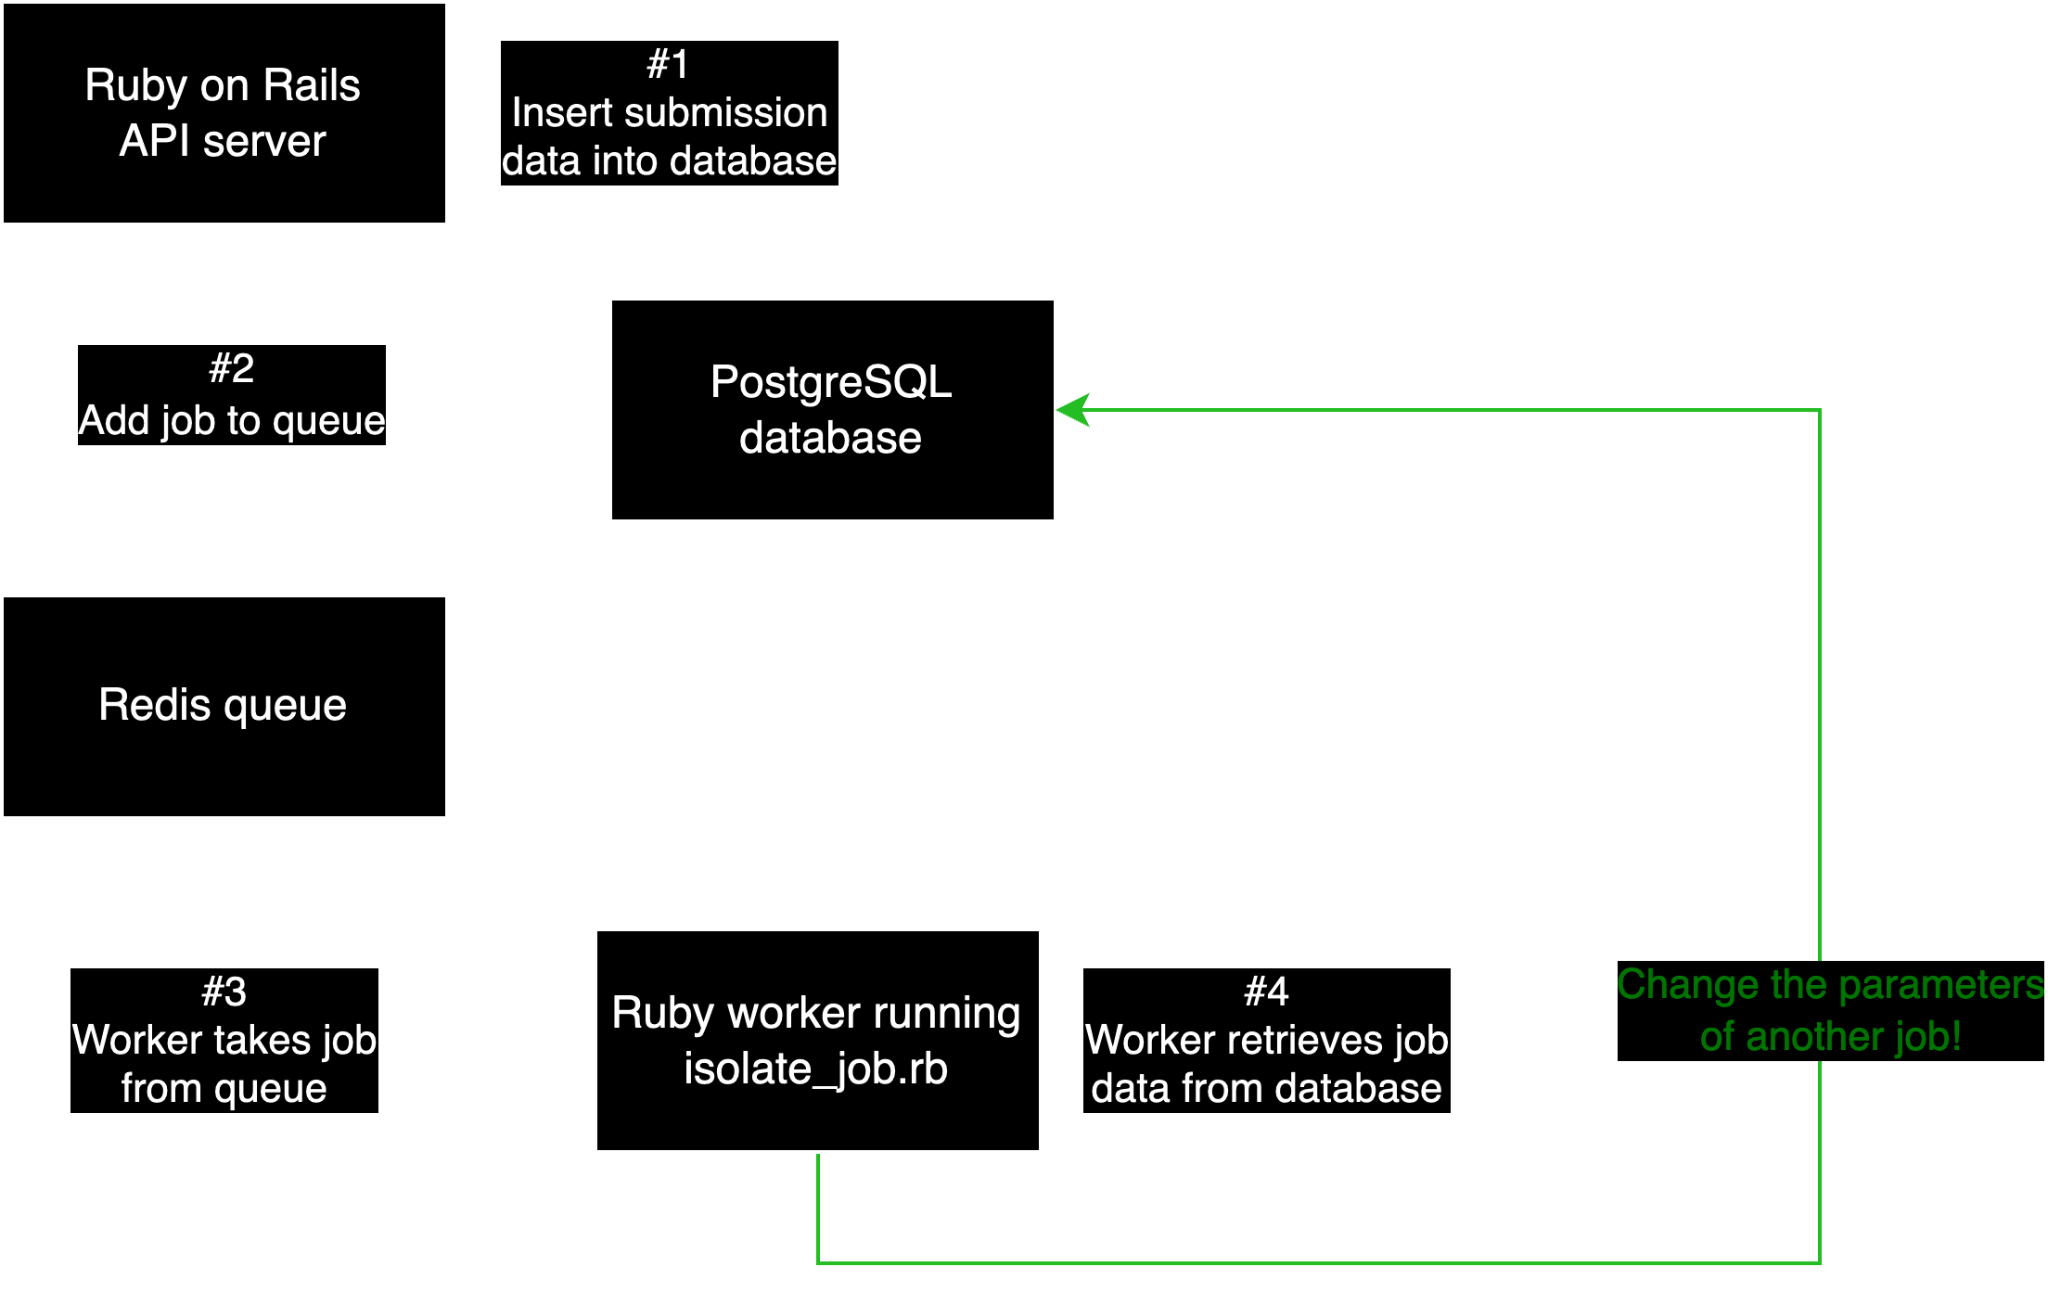 Ruby on Rails
API server
#1
Insert submission
data into database
#2
Add job to queue
PostgreSQL
database
Redis queue
#3
Worker takes job
from queue
Ruby worker running
isolate_job.rb
#4
Worker retrieves job
data from database
Change the parameters
of another job!